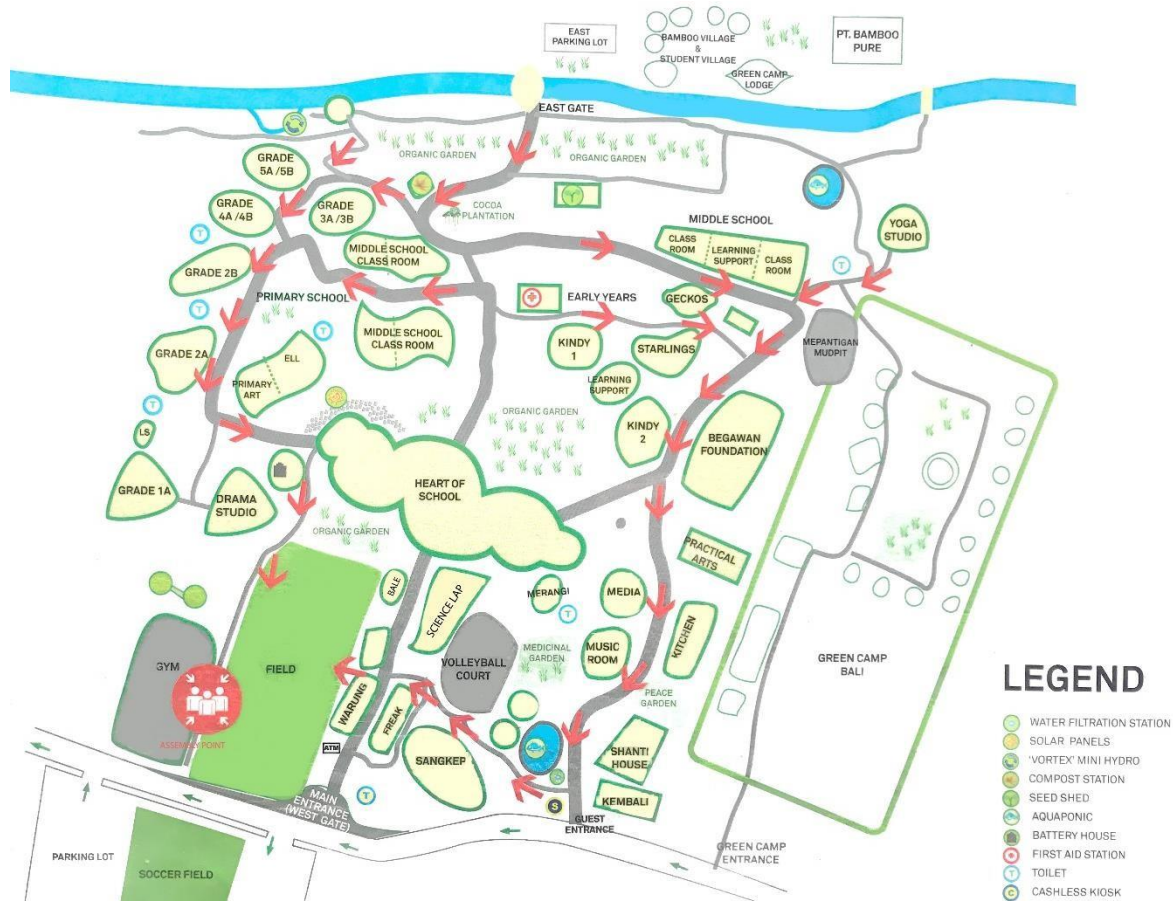 EAST
PARKING LOT
BAMBOO VILLAGE
&
STUDENT VILLAGE
GREEN CAMP
LODGE
PT. BAMBOO
PURE
EAST GATE
ORGANIC GARDEN
ORGANIC GARDEN
GRADE
5A /5B
GRADE
4A /4B
GRADE
3A /3B
COCOA
PLANTATION
MIDDLE SCHOOL
CLASS
ROOM
LEARNING
SUPPORT
CLASS
ROOM
YOGA
STUDIO
T
T
MIDDLE SCHOOL
CLASS ROOM
GRADE 2B
PRIMARY SCHOOL
EARLY YEARS
GECKOS
T
T
MIDDLE SCHOOL
CLASS ROOM
KINDY
1
STARLINGS
MEPANTIGAN
MUDPIT
GRADE 2A
ELL
PRIMARY
ART
LEARNING
SUPPORT
T
LS
ORGANIC GARDEN
KINDY
2
BEGAWAN
FOUNDATION
GRADE 1A
DRAMA
STUDIO
HEART OF
SCHOOL
ORGANIC GARDEN
PRACTICAL
ARTS
BALE
SCIENCE LAP
MERANGI
T
MEDIA
KITCHEN
GYM
FIELD
VOLLEYBALL
COURT
MEDICINAL
GARDEN
MUSIC
ROOM
GREEN CAMP
BALI
WARUNG
FREAK
PEACE
GARDEN
ASSEMBLY POINT
ATM
SANGKEP
SHANTI
HOUSE
KEMBALI
T
S
MAIN
ENTRANCE
(WEST GATE)
GUEST
ENTRANCE
GREEN CAMP
ENTRANCE
PARKING LOT
SOCCER FIELD
LEGEND
WATER FILTRATION STATION
SOLAR PANELS
'VORTEX' MINI HYDRO
COMPOST STATION
SEED SHED
AQUAPONIC
BATTERY HOUSE
FIRST AID STATION
T TOILET
C CASHLESS KIOSK